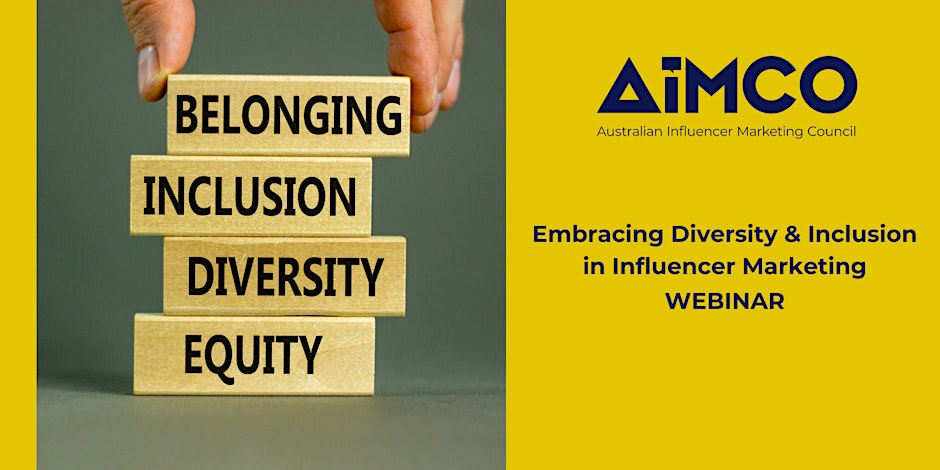 BELONGING
INCLUSION
DIVERSITY
EQUITY
AiMCO
Australian Influencer Marketing Council
Embracing Diversity & Inclusion
in Influencer Marketing
WEBINAR